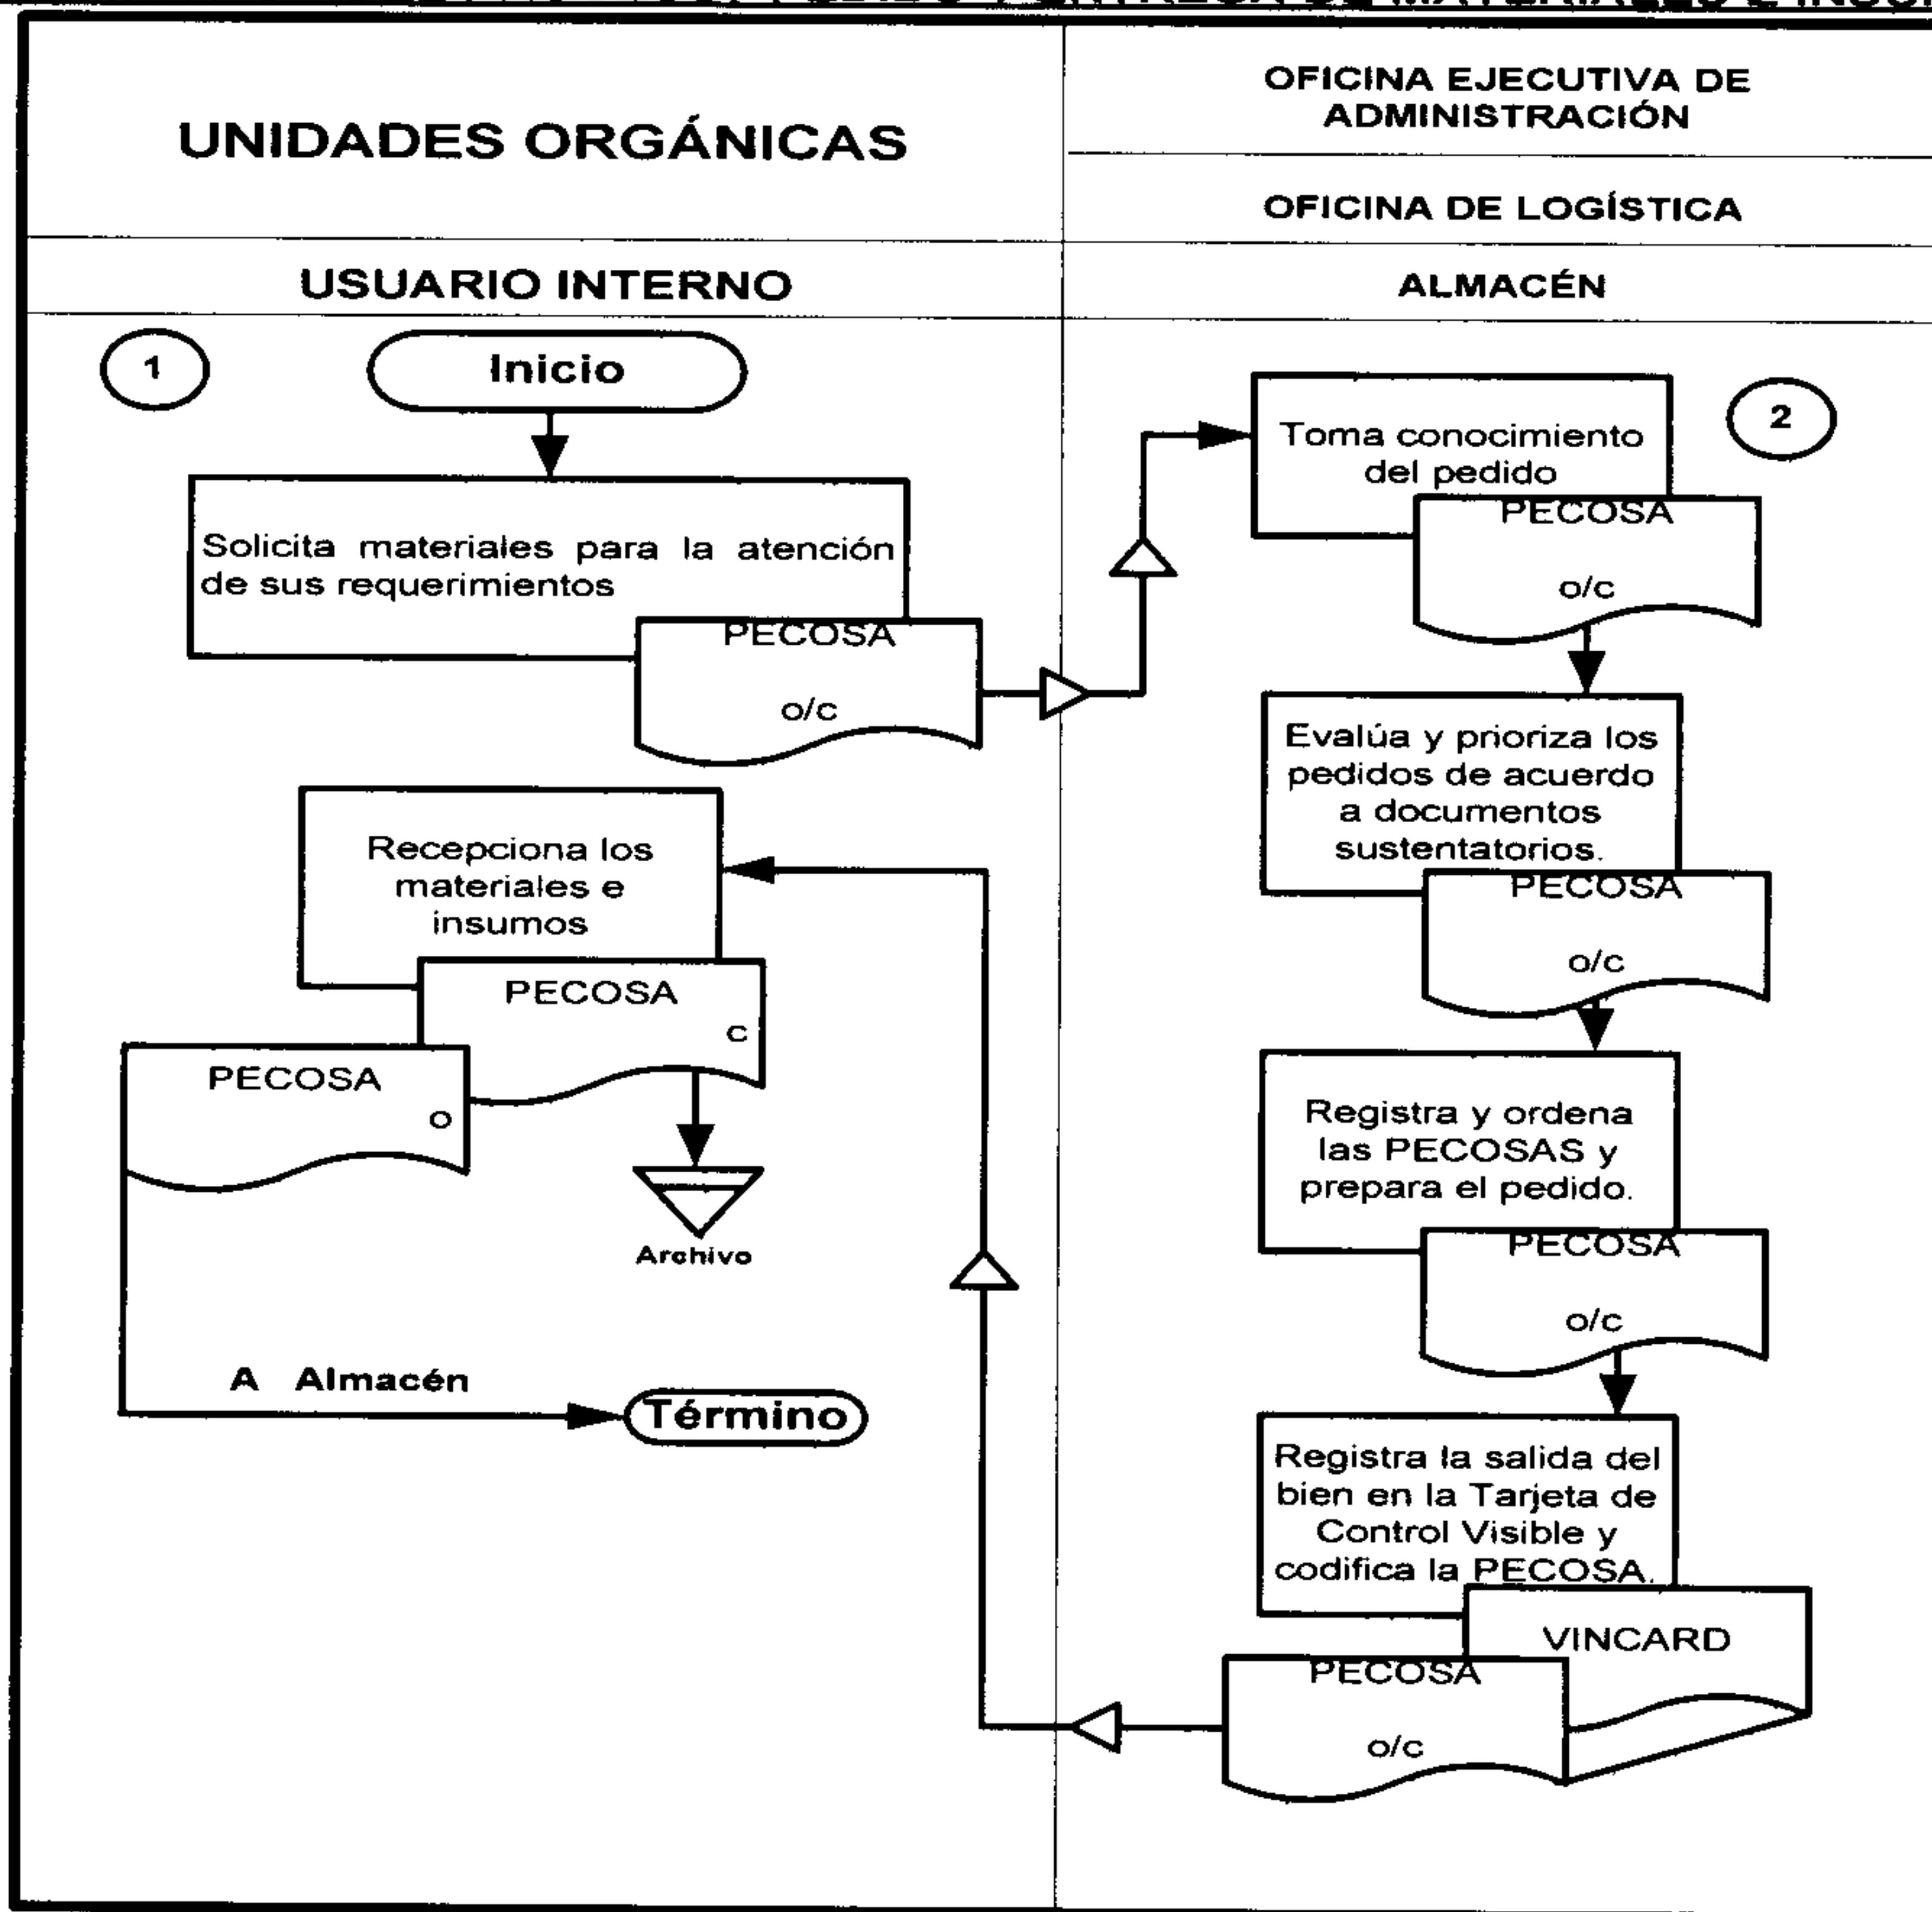 UNIDADES ORGÁNICAS
OFICINA EJECUTIVA DE
ADMINISTRACIÓN
OFICINA DE LOGÍSTICA
USUARIO INTERNO
ALMACÉN
1
Inicio
Solicita materiales para la atención
de sus requerimientos
PECOSA
o/c
Recepciona los
materiales e
insumos
PECOSA
c
PECOSA
o
Archivo
A Almacén
Término
2
Toma conocimiento
del pedido
PECOSA
o/c
Evalúa y prioriza los
pedidos de acuerdo
a documentos
sustentatorios.
PECOSA
o/c
Registra y ordena
las PECOSAS y
prepara el pedido.
PECOSA
o/c
Registra la salida del
bien en la Tarjeta de
Control Visible y
codifica la PECOSA.
VINCARD
PECOSA
o/c